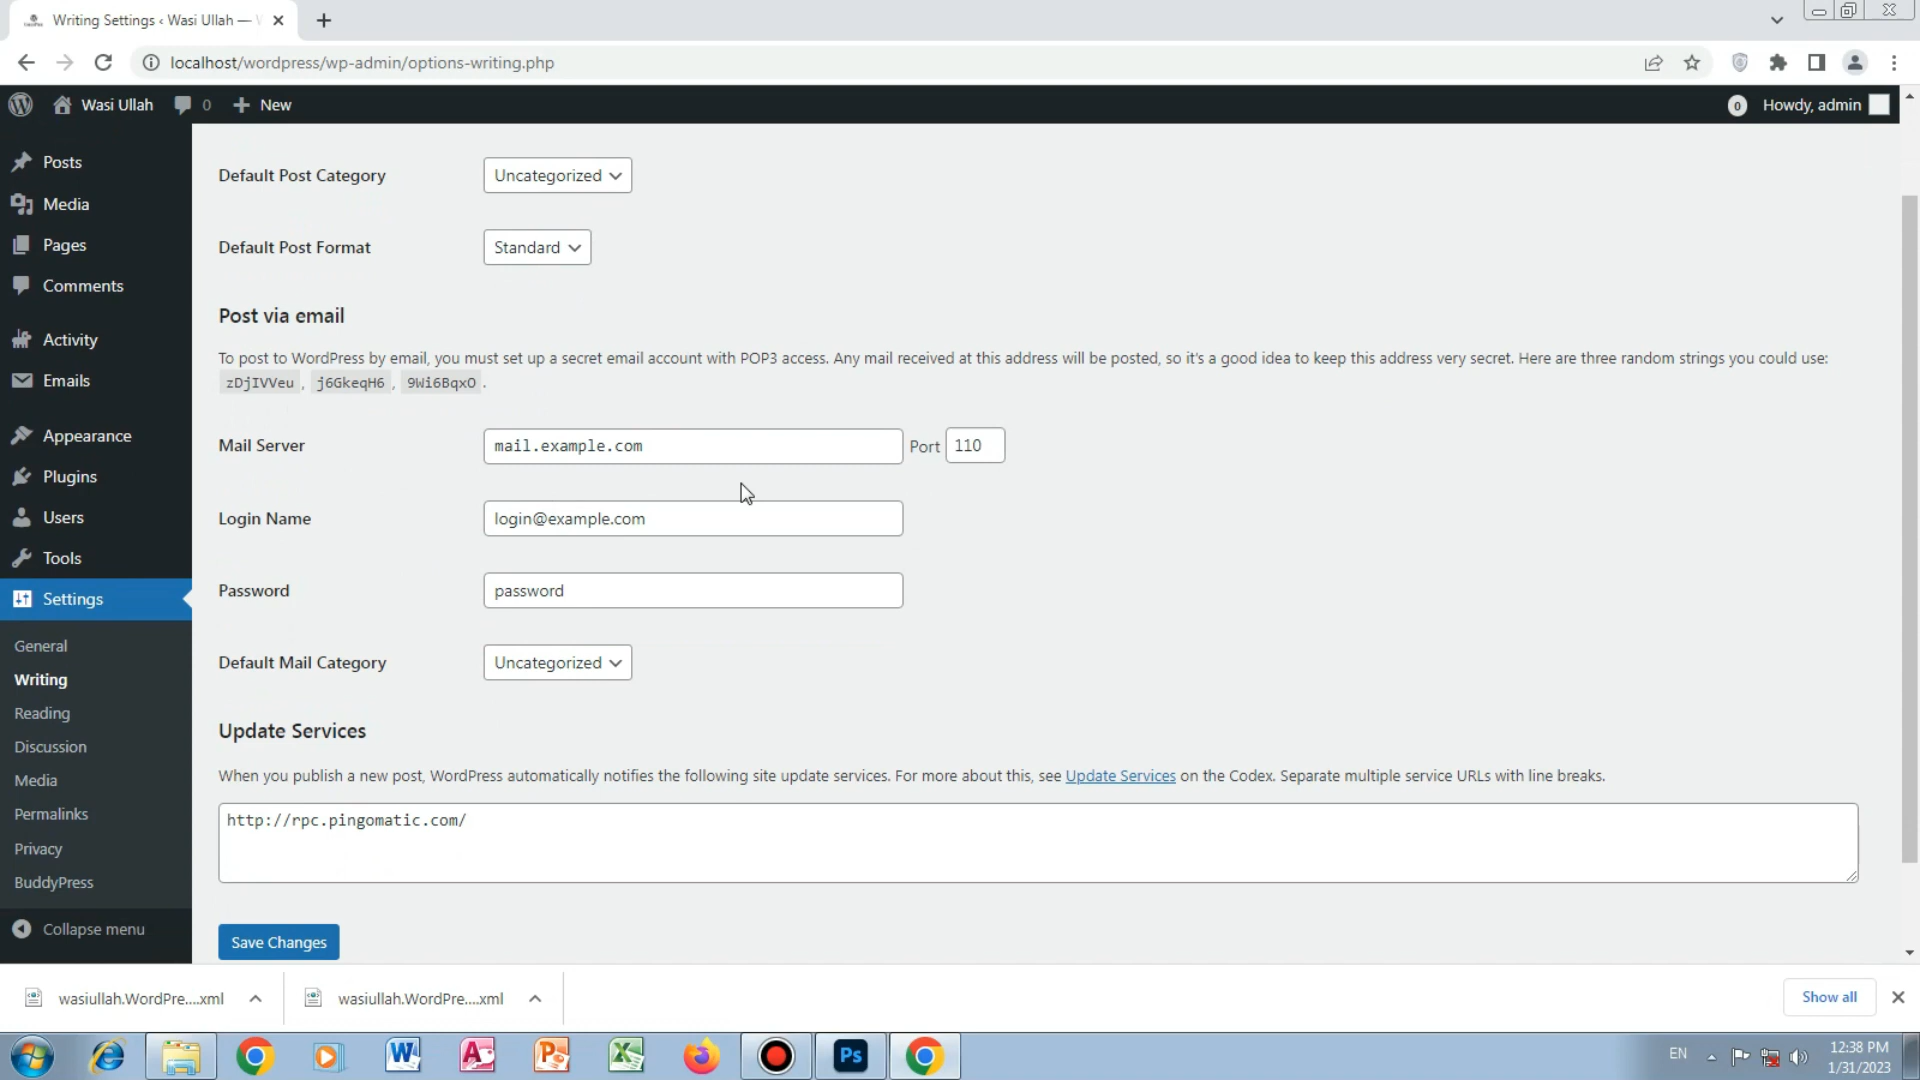 Writing Settings ‹ Wasi Ullah —
localhost/wordpress/wp-admin/options-writing.php
Wasi Ullah 0 New 0 Howdy, admin
Posts
Media
Pages
Comments
Activity
Emails
Appearance
Plugins
Users
Tools
Settings
General
Writing
Reading
Discussion
Media
Permalinks
Privacy
BuddyPress
Collapse menu
Default Post Category Uncategorized
Default Post Format Standard
Post via email
To post to WordPress by email, you must set up a secret email account with POP3 access. Any mail received at this address will be posted, so it's a good idea to keep this address very secret. Here are three random strings you could use:
zDjIVVeu , j6GkeqH6 , 9Wi6BqxO .
Mail Server mail.example.com Port 110
Login Name login@example.com
Password password
Default Mail Category Uncategorized
Update Services
When you publish a new post, WordPress automatically notifies the following site update services. For more about this, see Update Services on the Codex. Separate multiple service URLs with line breaks.
http://rpc.pingomatic.com/
Save Changes
wasiullah.WordPre....xml wasiullah.WordPre....xml Show all
Ps
EN 12:38 PM
1/31/2023